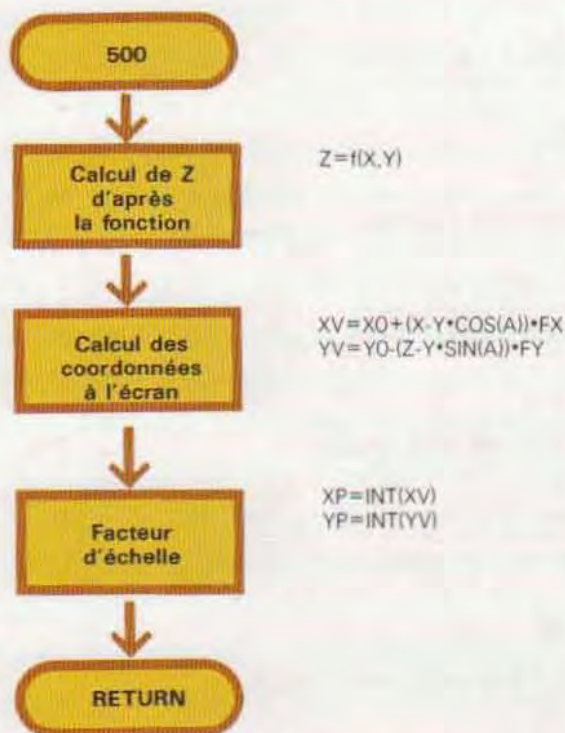 500
Calcul de Z
d'après
la fonction
Z=f(X,Y)
Calcul des
coordonnées
à l'écran
XV=X0+(X-Y•COS(A))•FX
YV=Y0-(Z-Y•SIN(A))•FY
Facteur
d'échelle
XP=INT(XV)
YP=INT(YV)
RETURN